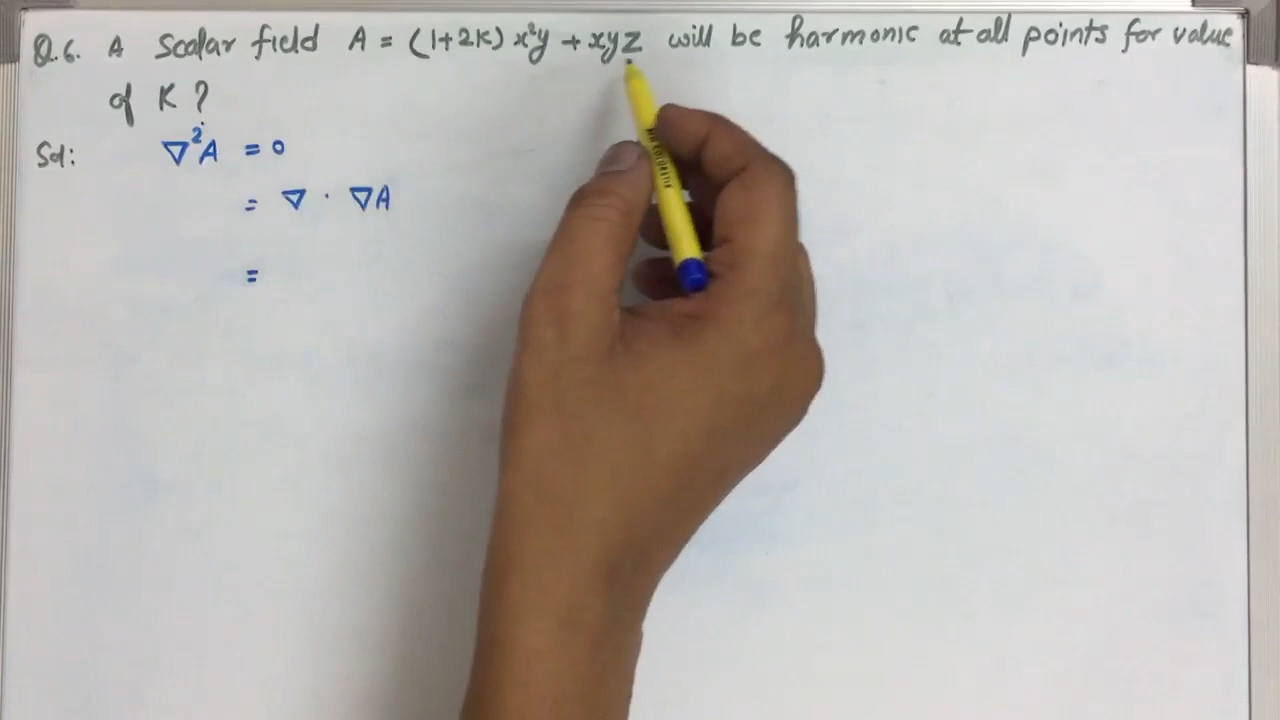 Q.6. A Scalar field A = (1+2K) x²y + xyz will be harmonic at all points for value
of K ?
Sol: ∇²A = 0
= ∇ · ∇A
=